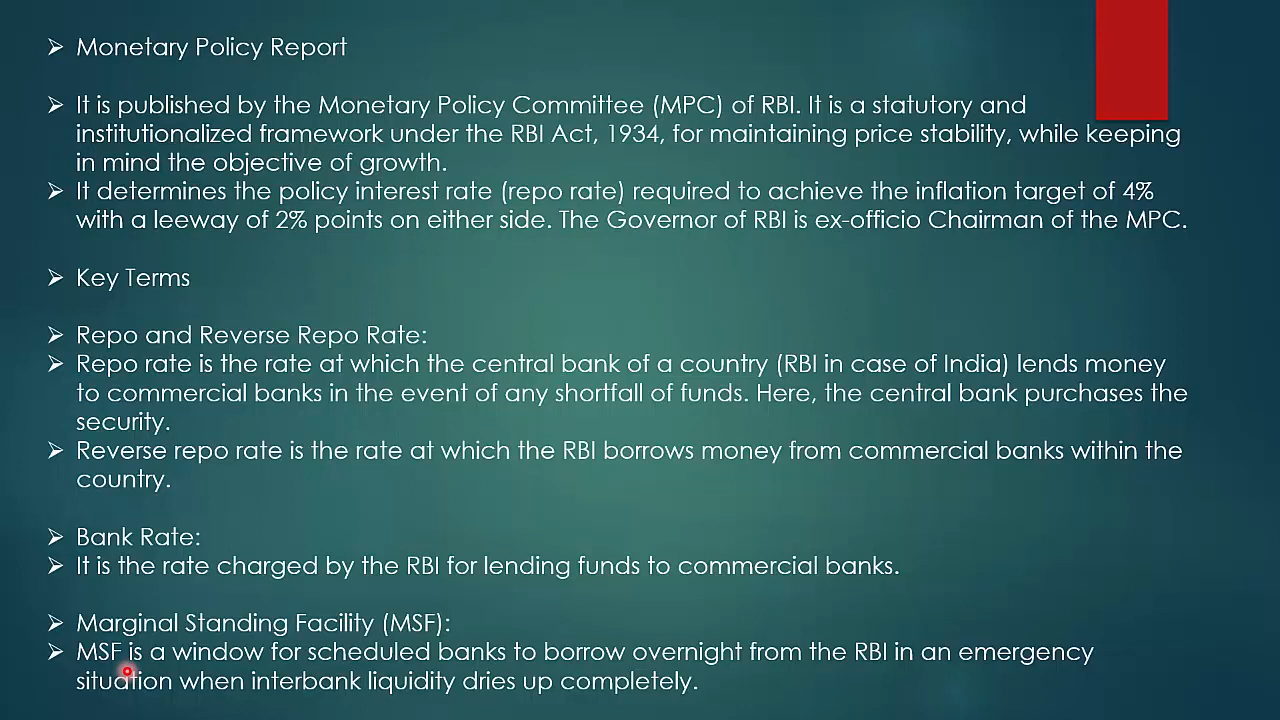 ➢ Monetary Policy Report
➢ It is published by the Monetary Policy Committee (MPC) of RBI. It is a statutory and
institutionalized framework under the RBI Act, 1934, for maintaining price stability, while keeping
in mind the objective of growth.
➢ It determines the policy interest rate (repo rate) required to achieve the inflation target of 4%
with a leeway of 2% points on either side. The Governor of RBI is ex-officio Chairman of the MPC.
➢ Key Terms
➢ Repo and Reverse Repo Rate:
➢ Repo rate is the rate at which the central bank of a country (RBI in case of India) lends money
to commercial banks in the event of any shortfall of funds. Here, the central bank purchases the
security.
➢ Reverse repo rate is the rate at which the RBI borrows money from commercial banks within the
country.
➢ Bank Rate:
➢ It is the rate charged by the RBI for lending funds to commercial banks.
➢ Marginal Standing Facility (MSF):
➢ MSF is a window for scheduled banks to borrow overnight from the RBI in an emergency
situation when interbank liquidity dries up completely.